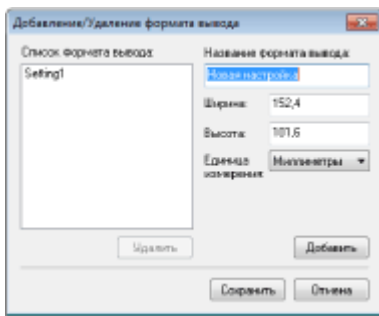 Добавление/Удаление формата вывода
Список формата вывода:
Setting1
Удалить
Название формата вывода:
Новая настройка
Ширина: 152,4
Высота: 101,6
Единица измерения: Миллиметры
Добавить
Сохранить Отмена